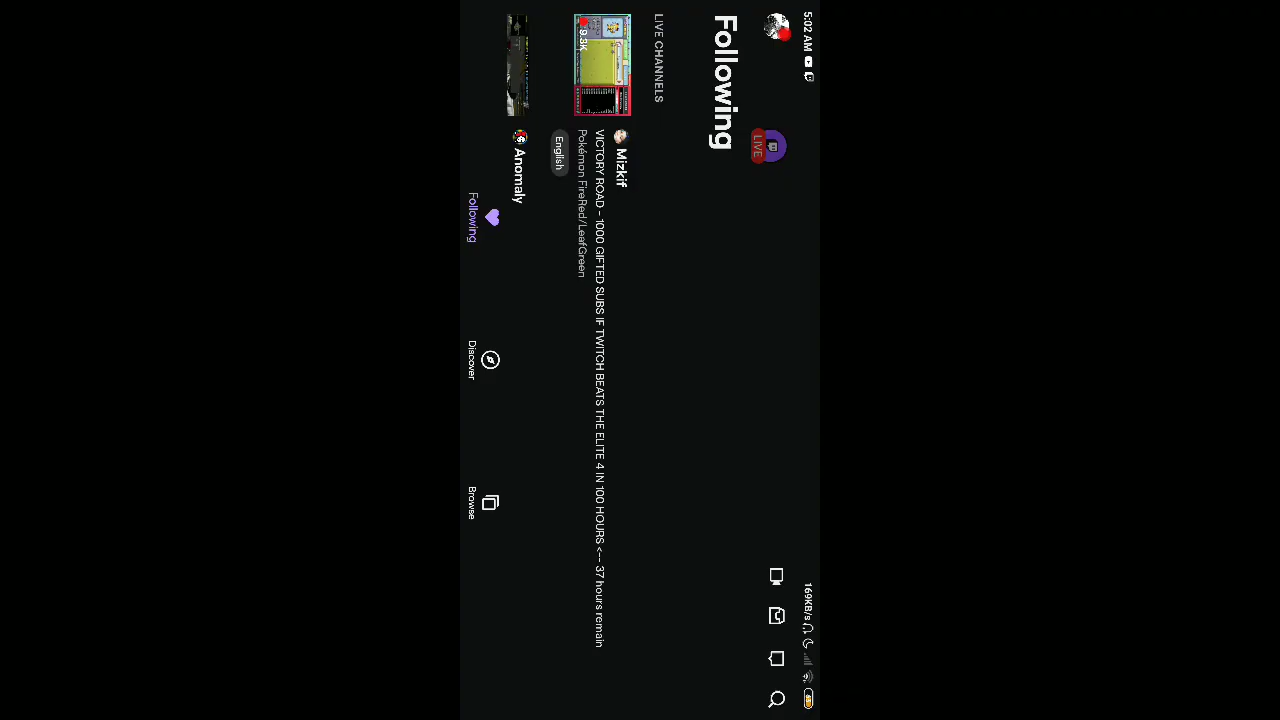 5:02 AM
169KB/s
LIVE
Following
LIVE CHANNELS
9.3K
Mizkif
VICTORY ROAD - 1000 GIFTED SUBS IF TWITCH BEATS THE ELITE 4 IN 100 HOURS <-- 37 hours remain
Pokémon FireRed/LeafGreen
English
Anomaly
Following
Discover
Browse